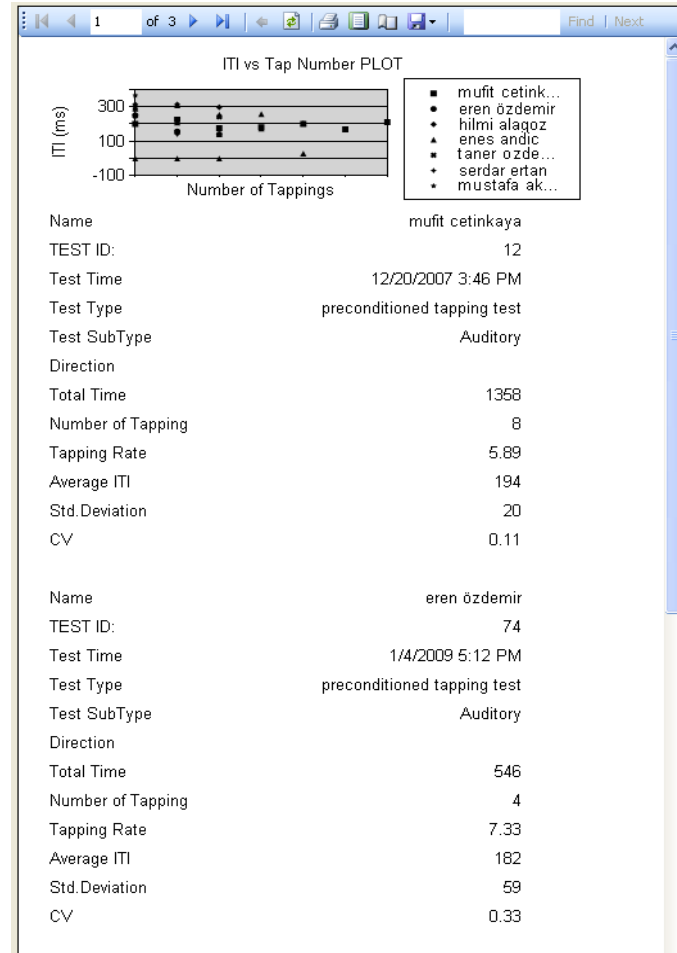 1 of 3 Find | Next
ITI vs Tap Number PLOT
ITI (ms)
300
100
-100
Number of Tappings
mufit cetink...
eren özdemir
hilmi alagoz
enes andic
taner ozde...
serdar ertan
mustafa ak...
Name mufit cetinkaya
TEST ID: 12
Test Time 12/20/2007 3:46 PM
Test Type preconditioned tapping test
Test SubType Auditory
Direction
Total Time 1358
Number of Tapping 8
Tapping Rate 5.89
Average ITI 194
Std.Deviation 20
CV 0.11
Name eren özdemir
TEST ID: 74
Test Time 1/4/2009 5:12 PM
Test Type preconditioned tapping test
Test SubType Auditory
Direction
Total Time 546
Number of Tapping 4
Tapping Rate 7.33
Average ITI 182
Std.Deviation 59
CV 0.33